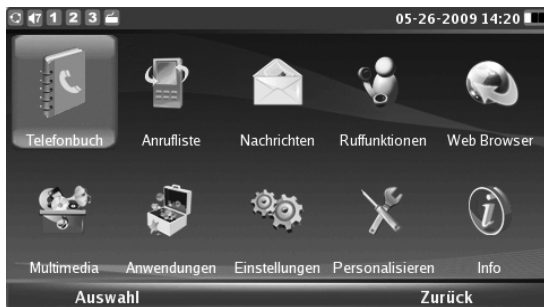 1 2 3 05-26-2009 14:20
Telefonbuch Anrufliste Nachrichten Ruffunktionen Web Browser
Multimedia Anwendungen Einstellungen Personalisieren Info
Auswahl Zurück